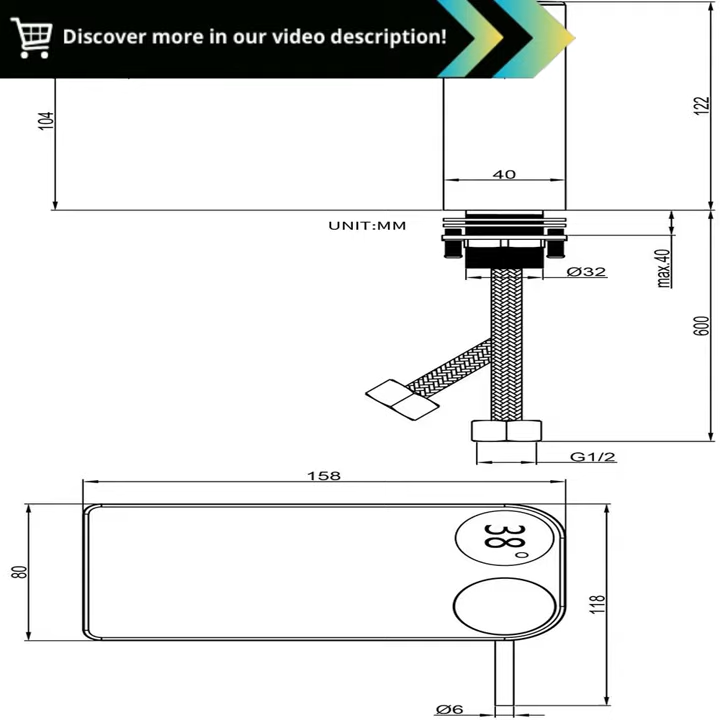 Discover more in our video description!
104
122
40
UNIT:MM
Ø32
max.40
600
G1/2
158
38°
80
118
Ø6